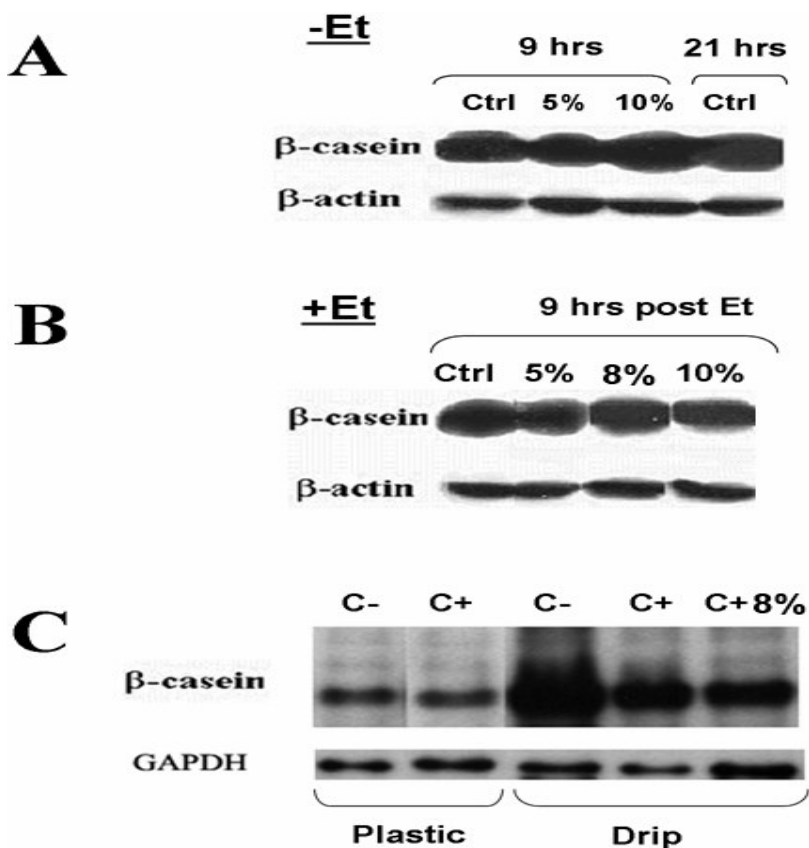 A
-Et
9 hrs 21 hrs
Ctrl 5% 10% Ctrl
β-casein
β-actin
B
+Et
9 hrs post Et
Ctrl 5% 8% 10%
β-casein
β-actin
C
C- C+ C- C+ C+ 8%
β-casein
GAPDH
Plastic Drip